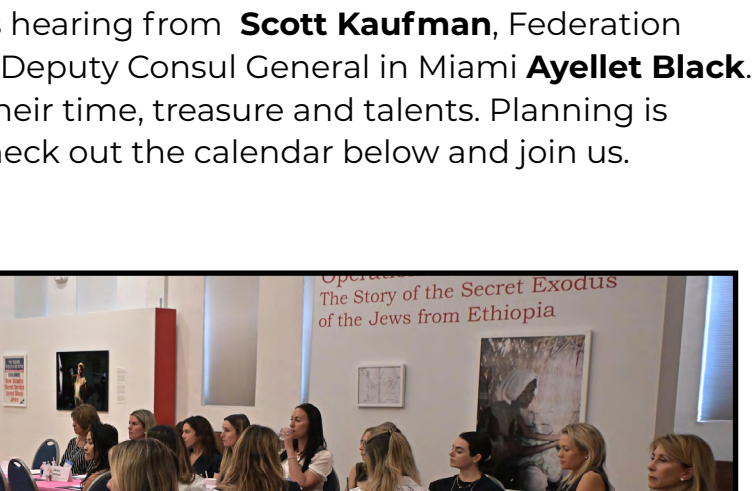 s hearing from Scott Kaufman, Federation
Deputy Consul General in Miami Ayellet Black.
heir time, treasure and talents. Planning is
heck out the calendar below and join us.
The Story of the Secret Exodus
of the Jews from Ethiopia